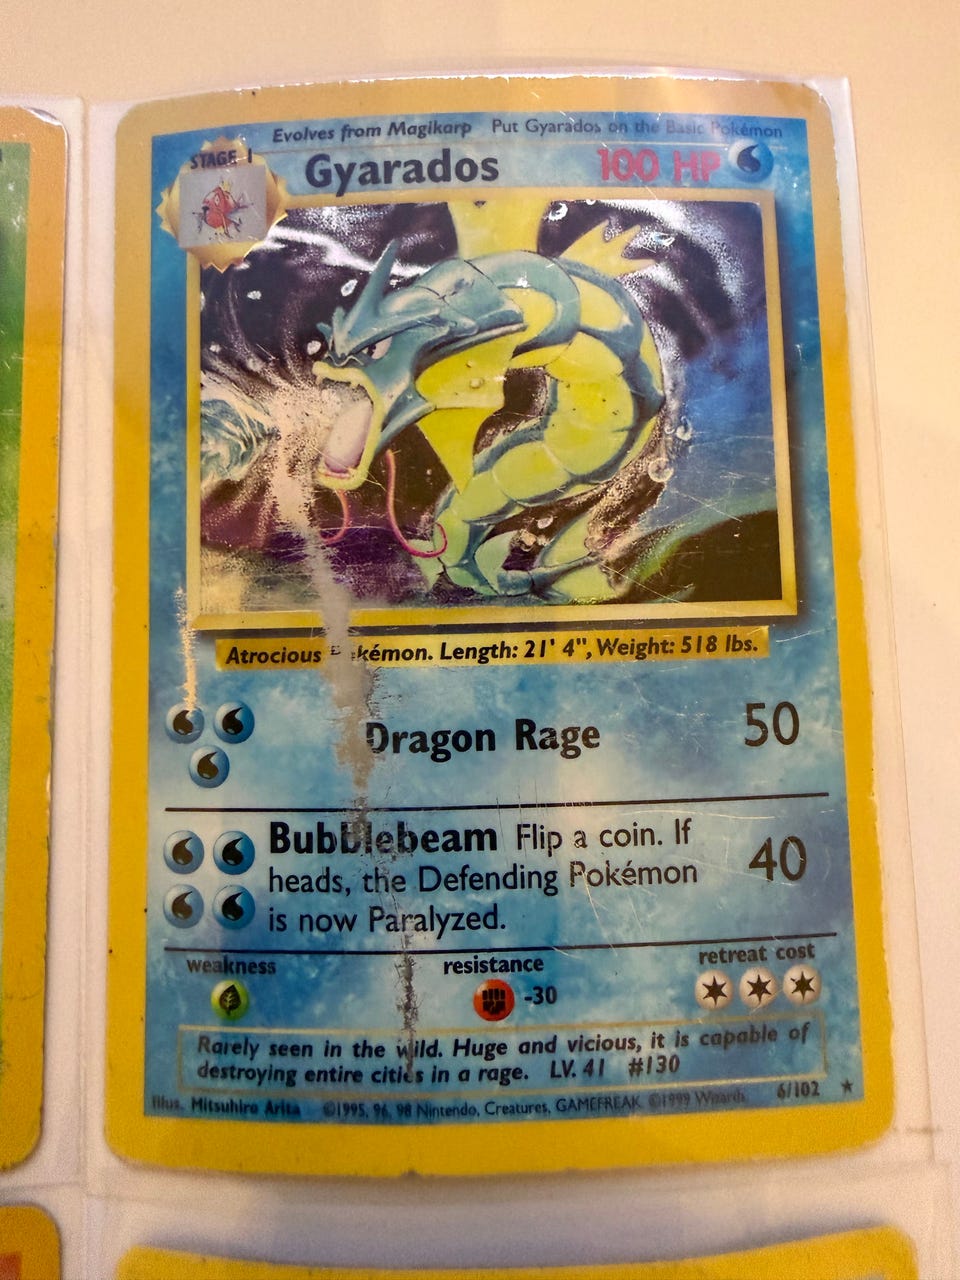 Evolves from Magikarp Put Gyarados on the Basic Pokémon
STAGE 1
Gyarados 100 HP
Atrocious kémon. Length: 21' 4", Weight: 518 lbs.
Dragon Rage 50
Bubblebeam Flip a coin. If
heads, the Defending Pokémon
is now Paralyzed.
40
weakness resistance retreat cost
-30
Rarely seen in the wild. Huge and vicious, it is capable of
destroying entire cities in a rage. LV. 41 #130
Illus. Mitsuhiro Arita ©1995, 96, 98 Nintendo, Creatures, GAMEFREAK ©1999 Wizards 6/102